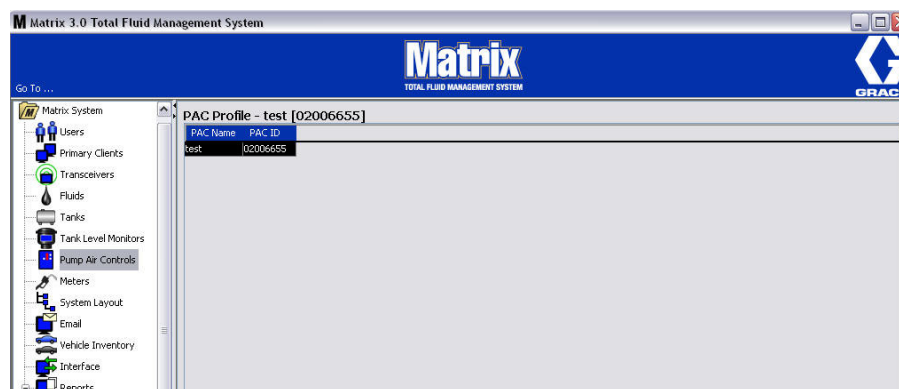 Matrix 3.0 Total Fluid Management System
Matrix
TOTAL FLUID MANAGEMENT SYSTEM
Go To ...
GRAC
Matrix System
Users
Primary Clients
Transceivers
Fluids
Tanks
Tank Level Monitors
Pump Air Controls
Meters
System Layout
Email
Vehicle Inventory
Interface
Reports
PAC Profile - test [02006655]
PAC Name PAC ID
test 02006655